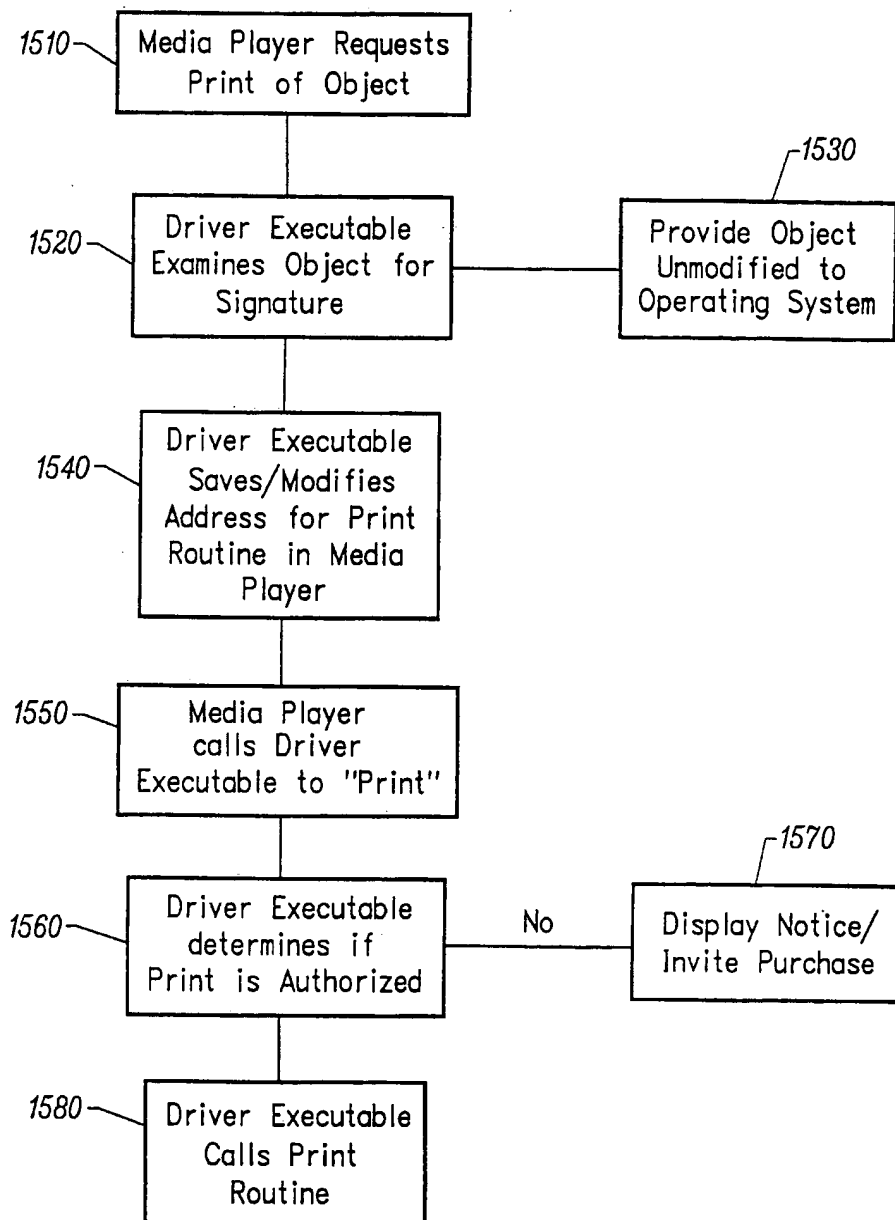 1510
Media Player Requests
Print of Object
1520
Driver Executable
Examines Object for
Signature
1530
Provide Object
Unmodified to
Operating System
1540
Driver Executable
Saves/Modifies
Address for Print
Routine in Media
Player
1550
Media Player
calls Driver
Executable to "Print"
1560
Driver Executable
determines if
Print is Authorized
No
1570
Display Notice/
Invite Purchase
1580
Driver Executable
Calls Print
Routine